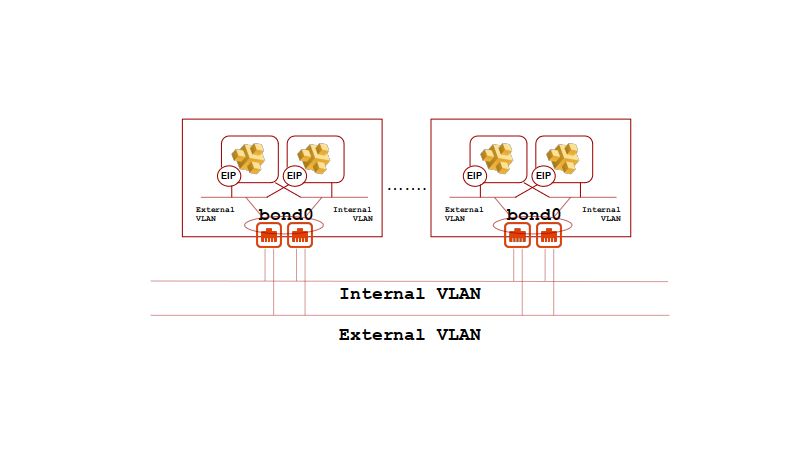 EIP
EIP
External
VLAN
bond0
Internal
VLAN
.......
EIP
EIP
External
VLAN
bond0
Internal
VLAN
Internal VLAN
External VLAN